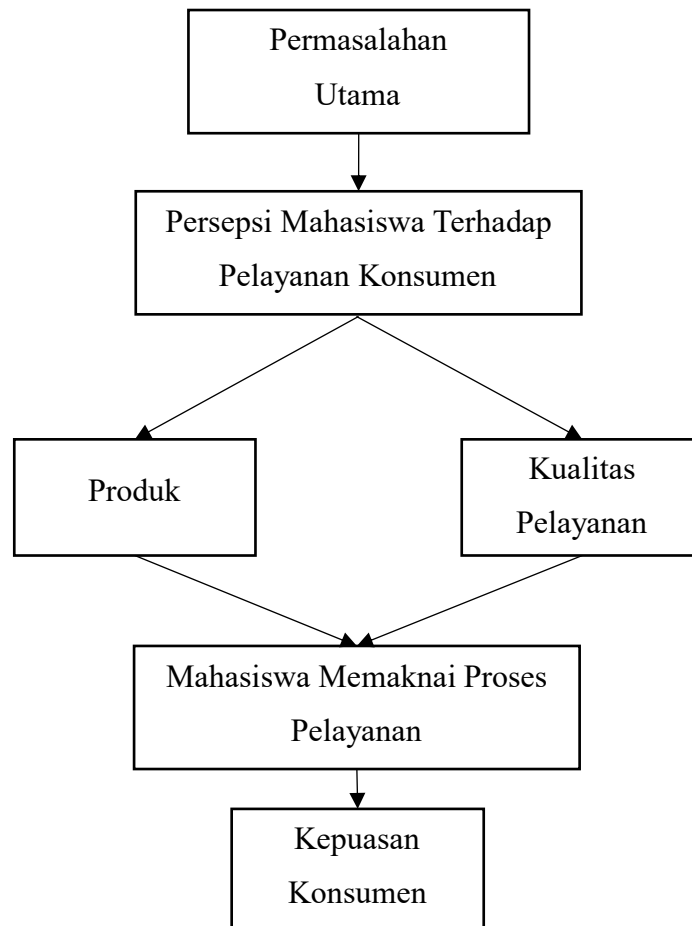 Permasalahan
Utama
Persepsi Mahasiswa Terhadap
Pelayanan Konsumen
Produk
Kualitas
Pelayanan
Mahasiswa Memaknai Proses
Pelayanan
Kepuasan
Konsumen